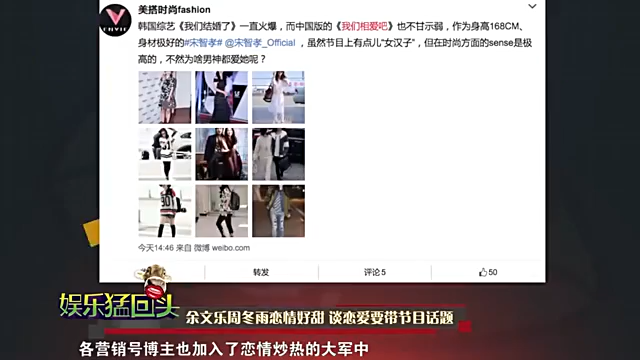 美搭时尚fashion
韩国综艺《我们结婚了》一直火爆，而中国版的《我们相爱吧》也不甘示弱，作为身高168CM、
身材极好的#宋智孝# @宋智孝_Official ，虽然节目上有点儿"女汉子"，但在时尚方面的sense是极
高的，不然为啥男神都爱她呢？
今天14:46 来自 微博 weibo.com
转发
评论5
50
娱乐猛回头
余文乐周冬雨恋情好甜 谈恋爱要带节目话题
各营销号博主也加入了恋情炒热的大军中